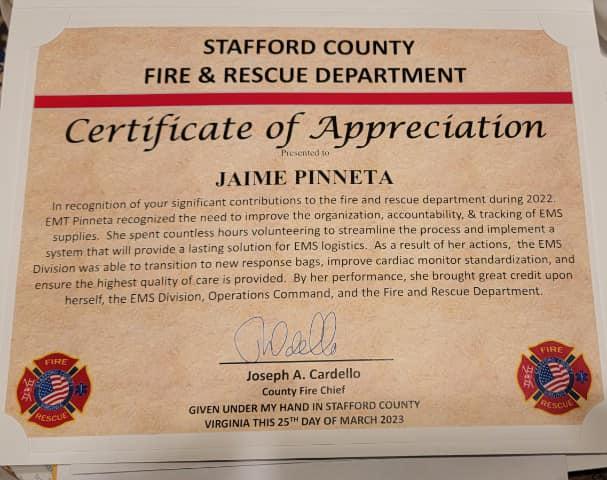 STAFFORD COUNTY
FIRE & RESCUE DEPARTMENT
Certificate of Appreciation
Presented to
JAIME PINNETA
In recognition of your significant contributions to the fire and rescue department during 2022.
EMT Pinneta recognized the need to improve the organization, accountability, & tracking of EMS
supplies. She spent countless hours volunteering to streamline the process and implement a
system that will provide a lasting solution for EMS logistics. As a result of her actions, the EMS
Division was able to transition to new response bags, improve cardiac monitor standardization, and
ensure the highest quality of care is provided. By her performance, she brought great credit upon
herself, the EMS Division, Operations Command, and the Fire and Rescue Department.
Joseph A. Cardello
County Fire Chief
GIVEN UNDER MY HAND IN STAFFORD COUNTY
VIRGINIA THIS 25TH DAY OF MARCH 2023
FIRE
RESCUE
FIRE
RESCUE